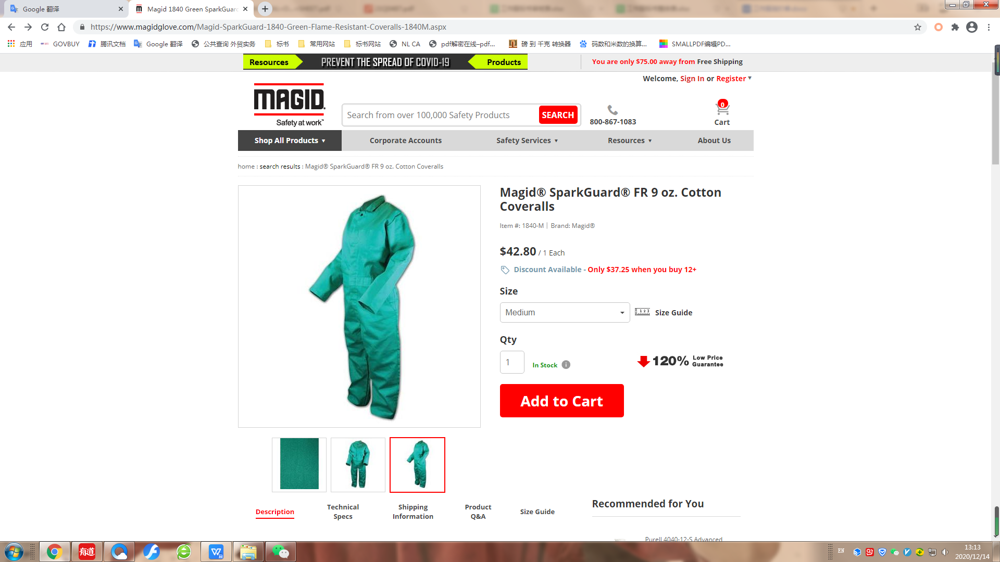 Google 翻译
Magid 1840 Green SparkGuard
https://www.magidglove.com/Magid-SparkGuard-1840-Green-Flame-Resistant-Coveralls-1840M.aspx
应用
GOVBUY
腾讯文档
Google 翻译
公共查询 外贸实务
标书
常用网站
标书网站
NL CA
pdf解密在线–pdf...
磅 到 千克 转换器
码数和米数的换算...
SMALLPDF编辑PD...
Resources
PREVENT THE SPREAD OF COVID-19
Products
You are only $75.00 away from Free Shipping
Welcome, Sign In or Register
MAGID.
Safety at work™
Search from over 100,000 Safety Products
SEARCH
800-867-1083
0
Cart
Shop All Products
Corporate Accounts
Safety Services
Resources
About Us
home : search results : Magid® SparkGuard® FR 9 oz. Cotton Coveralls
Magid® SparkGuard® FR 9 oz. Cotton
Coveralls
Item #: 1840-M | Brand: Magid®
$42.80 / 1 Each
Discount Available - Only $37.25 when you buy 12+
Size
Medium
1 2 3
Size Guide
Qty
1
In Stock
120% Low Price
Guarantee
Add to Cart
Description
Technical
Specs
Shipping
Information
Product
Q&A
Size Guide
Recommended for You
Purell 4040-12-S Advanced
有道
EN
13:13
2020/12/14